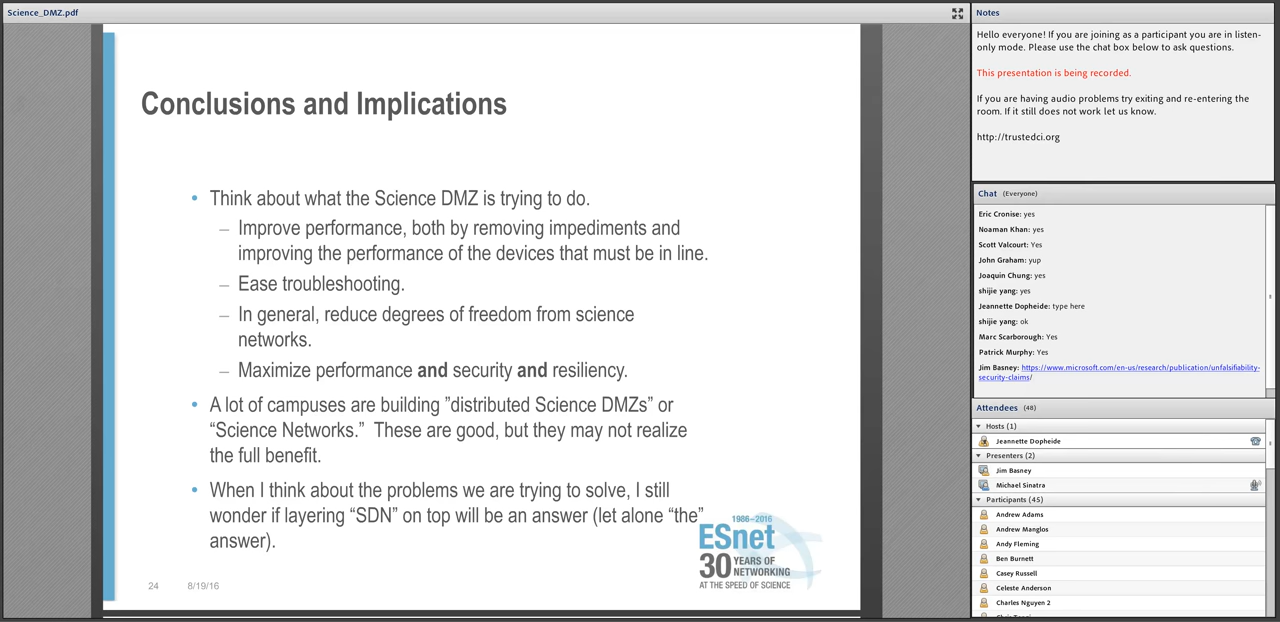 Science_DMZ.pdf
Conclusions and Implications
• Think about what the Science DMZ is trying to do.
– Improve performance, both by removing impediments and
improving the performance of the devices that must be in line.
– Ease troubleshooting.
– In general, reduce degrees of freedom from science
networks.
– Maximize performance and security and resiliency.
• A lot of campuses are building ”distributed Science DMZs” or
“Science Networks.” These are good, but they may not realize
the full benefit.
• When I think about the problems we are trying to solve, I still
wonder if layering “SDN” on top will be an answer (let alone “the”
answer).
1986–2016
ESnet
30 YEARS OF
NETWORKING
AT THE SPEED OF SCIENCE
24 8/19/16
Notes
Hello everyone! If you are joining as a participant you are in listen-
only mode. Please use the chat box below to ask questions.
This presentation is being recorded.
If you are having audio problems try exiting and re-entering the
room. If it still does not work let us know.
http://trustedci.org
Chat (Everyone)
Eric Cronise: yes
Noaman Khan: yes
Scott Valcourt: Yes
John Graham: yup
Joaquin Chung: yes
shijie yang: yes
Jeannette Dopheide: type here
shijie yang: ok
Marc Scarborough: Yes
Patrick Murphy: Yes
Jim Basney: https://www.microsoft.com/en-us/research/publication/unfalsifiability-
security-claims/
Attendees (48)
Hosts (1)
Jeannette Dopheide
Presenters (2)
Jim Basney
Michael Sinatra
Participants (45)
Andrew Adams
Andrew Manglos
Andy Fleming
Ben Burnett
Casey Russell
Celeste Anderson
Charles Nguyen 2